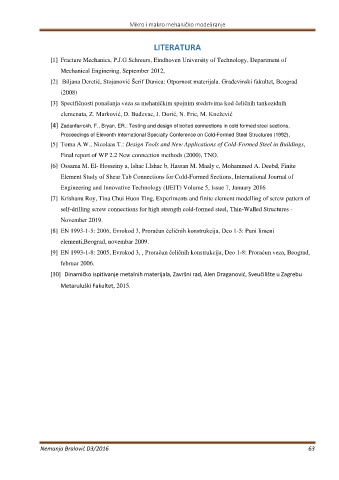 Mikro i makro mehaničko modeliranje
LITERATURA
[1] Fracture Mechanics, P.J.G Schreurs, Eindhoven University of Technology, Department of
Mechanical Enginering, September 2012,
[2] Biljana Deretić, Stojanović Šerif Dunica: Otpornost materijala, Građevinski fakultet, Beograd
(2008)
[3] Specifičnosti ponašanja veza sa mehaničkim spojnim sredstvima kod čeličnih tankozidnih
elemenata, Z. Marković, D. Buđevac, J. Dorić, N. Fric, M. Knežević
[4] Zadanfarrokh, F., Bryan, ER.: Testing and design of bolted connections in cold formed steel sections,
Proceedings of Eleventh International Specialty Conference on Cold-Formed Steel Structures (1992).
[5] Toma A.W., Nicolaas T.: Design Tools and New Applications of Cold-Formed Steel in Buildings,
Final report of WP 2.2 New connection methods (2000), TNO.
[6] Ossama M. El- Hosseiny a, Ishac L.Ishac b, Hassan M. Maaly c, Mohammed A. Deebd, Finite
Element Study of Shear Tab Connections for Cold-Formed Sections, International Journal of
Engineering and Innovative Technology (IJEIT) Volume 5, Issue 7, January 2016
[7] Krishanu Roy, Tina Chui Huon Ting, Experiments and finite element modelling of screw pattern of
self-drilling screw connections for high strength cold-formed steel, Thin-Walled Structures -
November 2019.
[8] EN 1993-1-5: 2006, Evrokod 3, Proračun čeličnih konstrukcija, Deo 1-5: Puni limeni
elementi,Beograd, novembar 2009.
[9] EN 1993-1-8: 2005, Evrokod 3, , Proračun čeličnih konstrukcija, Deo 1-8: Proračun veza, Beograd,
februar 2006.
[10] Dinamičko ispitivanje metalnih materijala, Završni rad, Alen Draganović, Sveučilište u Zagrebu
Metaruluški Fakultet, 2015.
Nemanja Bralović D3/2016 63